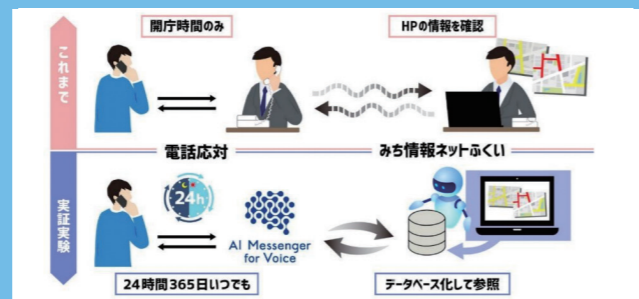 これまで
開庁時間のみ
HPの情報を確認
電話応対
みち情報ネットふくい
実証実験
24h
AI Messenger
for Voice
24時間365日いつでも
データベース化して参照